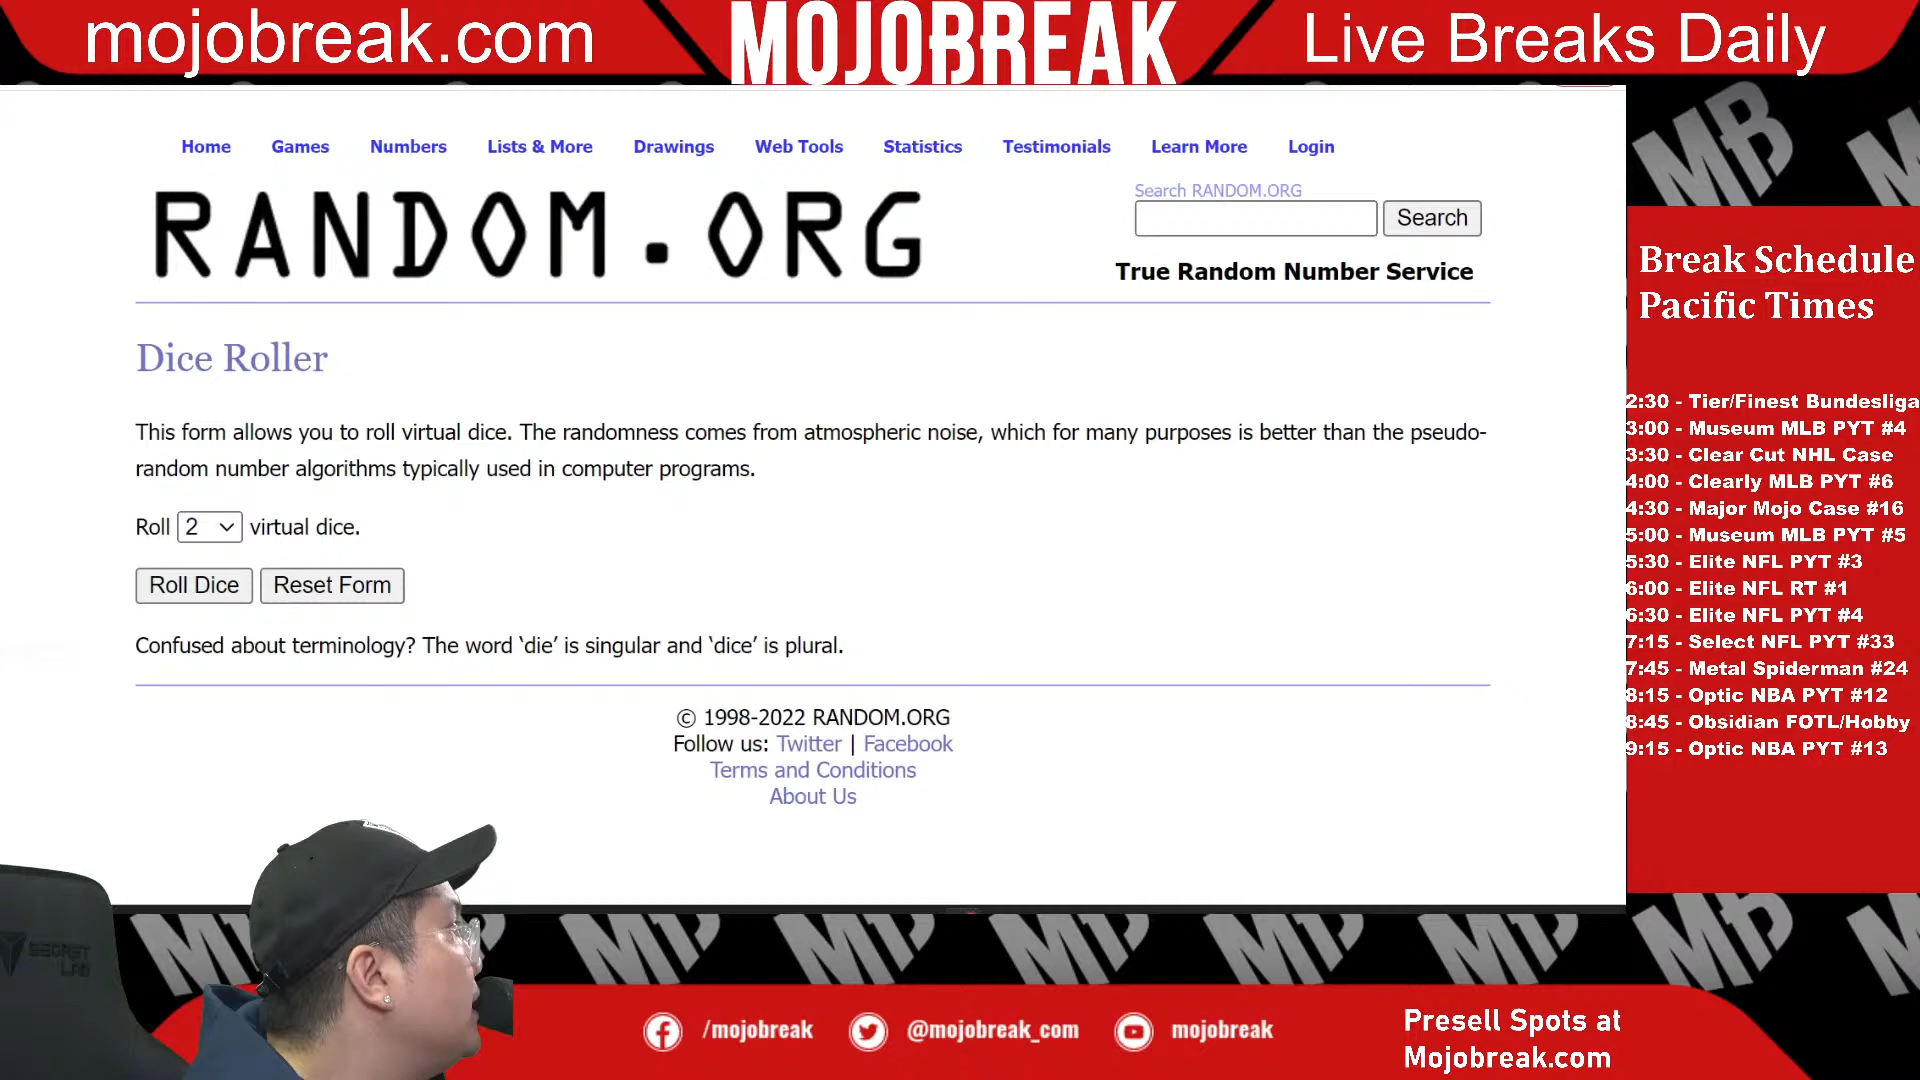 mojobreak.com
MOJOBREAK
Live Breaks Daily
Home Games Numbers Lists & More Drawings Web Tools Statistics Testimonials Learn More Login
RANDOM.ORG
Search RANDOM.ORG
Search
True Random Number Service
Dice Roller
This form allows you to roll virtual dice. The randomness comes from atmospheric noise, which for many purposes is better than the pseudo-
random number algorithms typically used in computer programs.
Roll 2 virtual dice.
Roll Dice Reset Form
Confused about terminology? The word ‘die’ is singular and ‘dice’ is plural.
© 1998-2022 RANDOM.ORG
Follow us: Twitter | Facebook
Terms and Conditions
About Us
MB
Break Schedule
Pacific Times
2:30 - Tier/Finest Bundesliga
3:00 - Museum MLB PYT #4
3:30 - Clear Cut NHL Case
4:00 - Clearly MLB PYT #6
4:30 - Major Mojo Case #16
5:00 - Museum MLB PYT #5
5:30 - Elite NFL PYT #3
6:00 - Elite NFL RT #1
6:30 - Elite NFL PYT #4
7:15 - Select NFL PYT #33
7:45 - Metal Spiderman #24
8:15 - Optic NBA PYT #12
8:45 - Obsidian FOTL/Hobby
9:15 - Optic NBA PYT #13
SECRET
LAB
/mojobreak
@mojobreak_com
mojobreak
Presell Spots at
Mojobreak.com